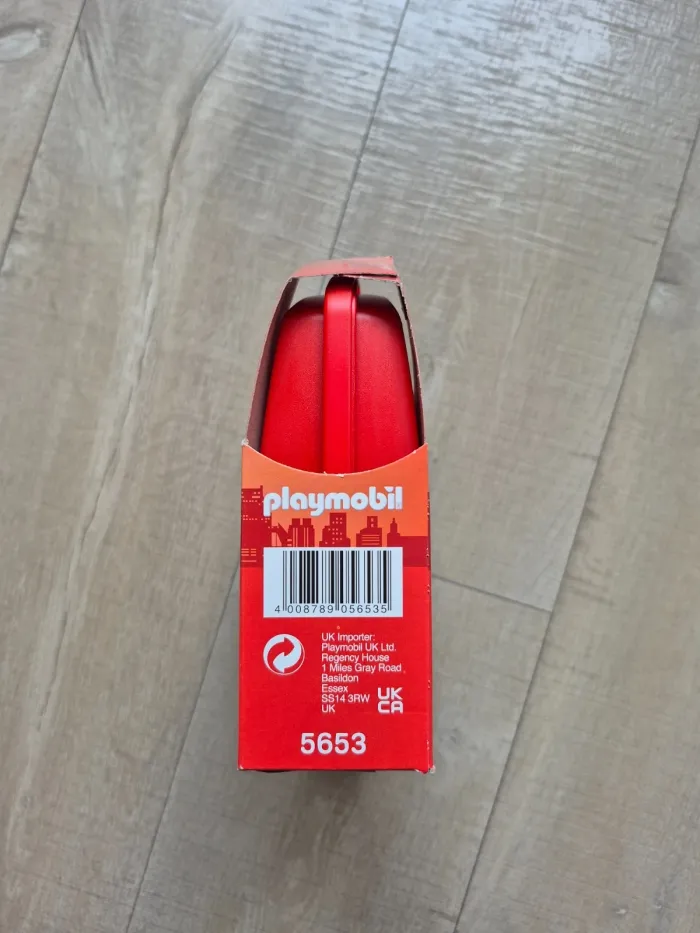 playmobil
4 008789 056535
UK Importer:
Playmobil UK Ltd.
Regency House
1 Miles Gray Road
Basildon
Essex
SS14 3RW
UK
UK
CA
5653